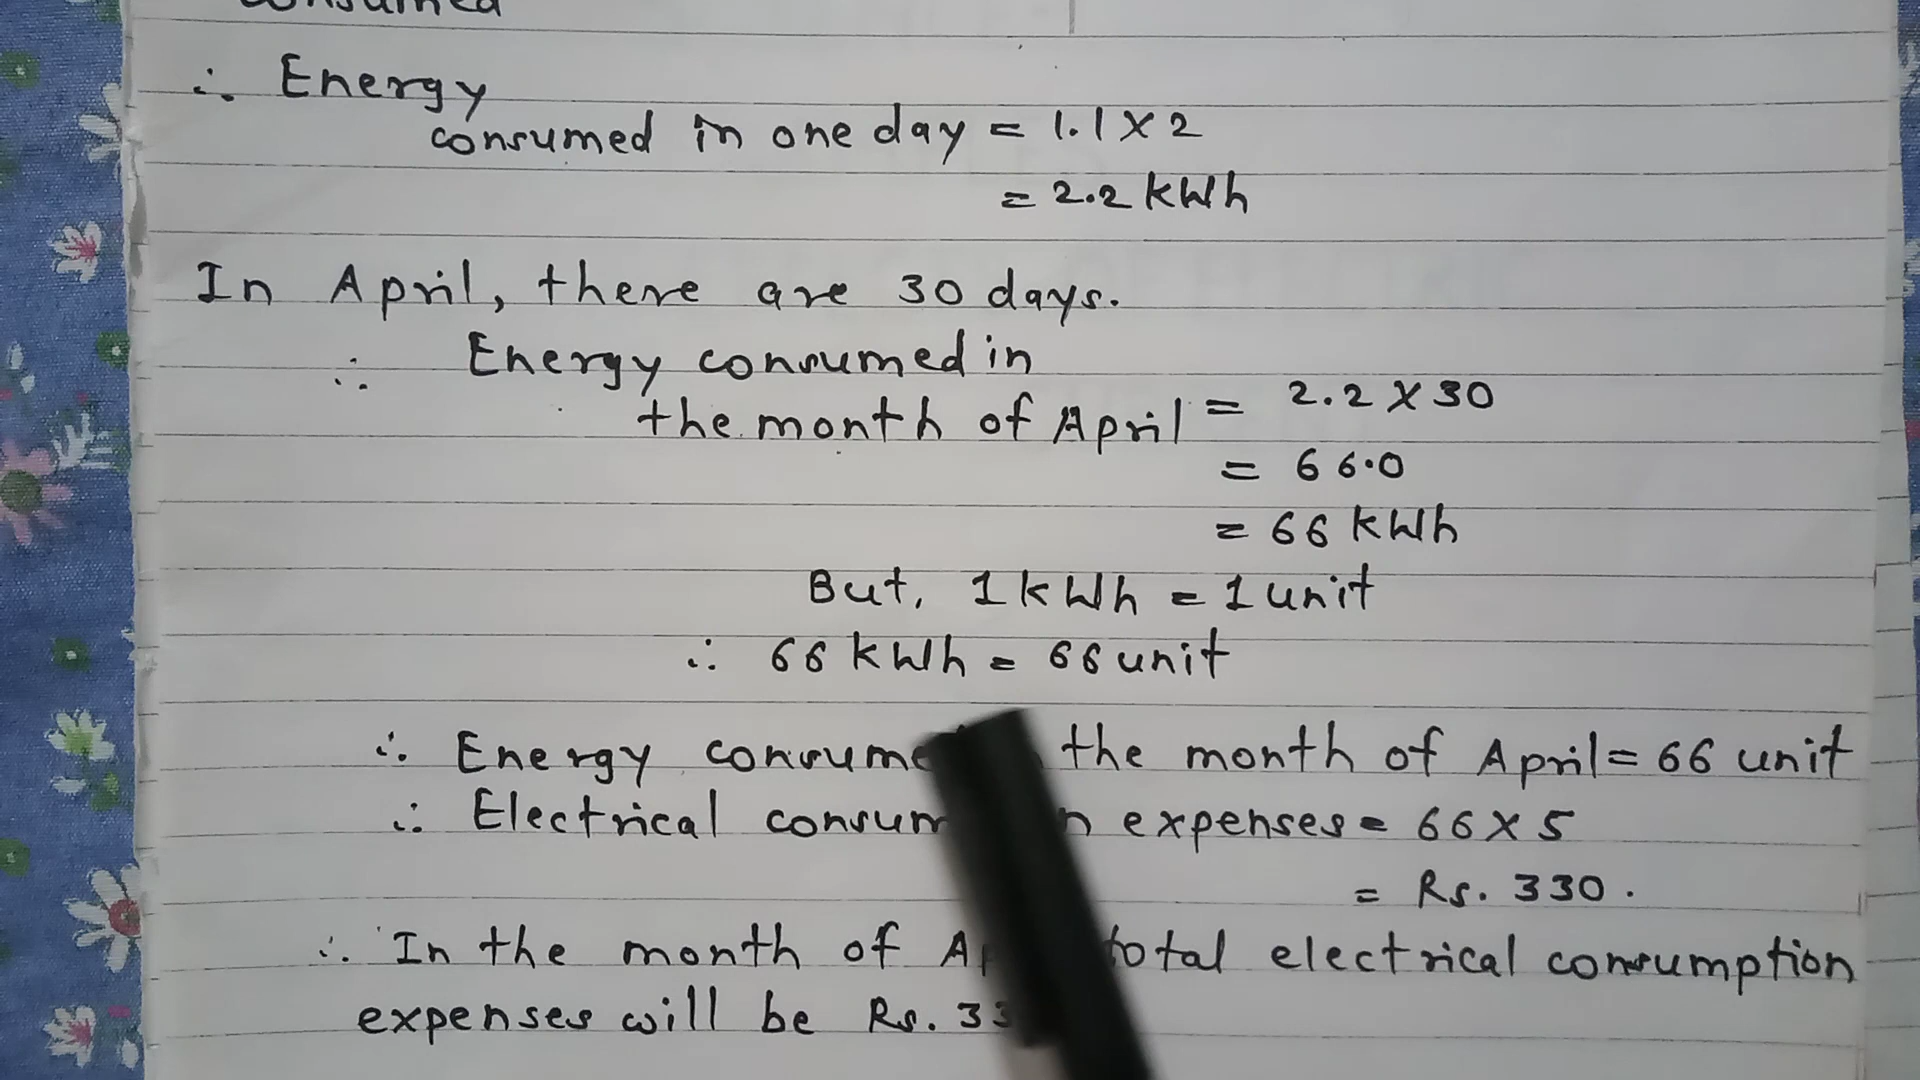 consumed
∴ Energy
consumed in one day = 1.1 × 2
= 2.2 kWh
In April, there are 30 days.
∴ Energy consumed in
the month of April = 2.2 × 30
= 66.0
= 66 kWh
But, 1 kWh = 1 unit
∴ 66 kWh = 66 unit
∴ Energy the month of April = 66 unit
∴ Electrical expenses = 66 × 5
= Rs. 330.
∴ In the month of total electrical consumption
expenses will be Rs.